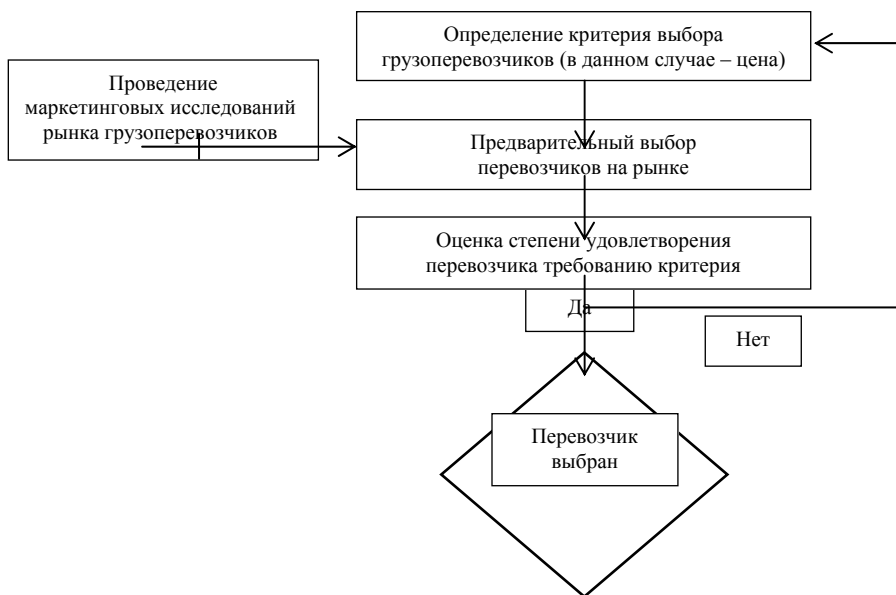 Определение критерия выбора
грузоперевозчиков (в данном случае – цена)
Проведение
маркетинговых исследований
рынка грузоперевозчиков
Предварительный выбор
перевозчиков на рынке
Оценка степени удовлетворения
перевозчика требованию критерия
Да
Нет
Перевозчик
выбран